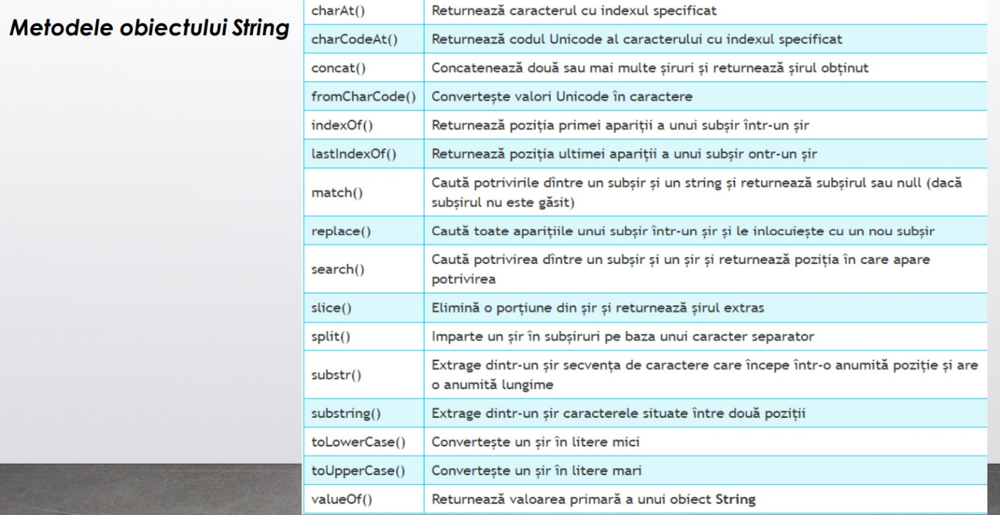 Metodele obiectului String
charAt() Returnează caracterul cu indexul specificat
charCodeAt() Returnează codul Unicode al caracterului cu indexul specificat
concat() Concatenează două sau mai multe șiruri și returnează șirul obținut
fromCharCode() Convertește valori Unicode în caractere
indexOf() Returnează poziția primei apariții a unui subșir într-un șir
lastIndexOf() Returnează poziția ultimei apariții a unui subșir ontr-un șir
match() Caută potrivirile dîntre un subșir și un string și returnează subșirul sau null (dacă
subșirul nu este găsit)
replace() Caută toate aparițiile unui subșir într-un șir și le inlocuiește cu un nou subșir
search() Caută potrivirea dîntre un subșir și un șir și returnează poziția în care apare
potrivirea
slice() Elimină o porțiune din șir și returnează șirul extras
split() Imparte un șir în subșiruri pe baza unui caracter separator
substr() Extrage dintr-un șir secvența de caractere care începe într-o anumită poziție și are
o anumită lungime
substring() Extrage dintr-un șir caracterele situate între două poziții
toLowerCase() Convertește un șir în litere mici
toUpperCase() Convertește un șir în litere mari
valueOf() Returnează valoarea primară a unui obiect String